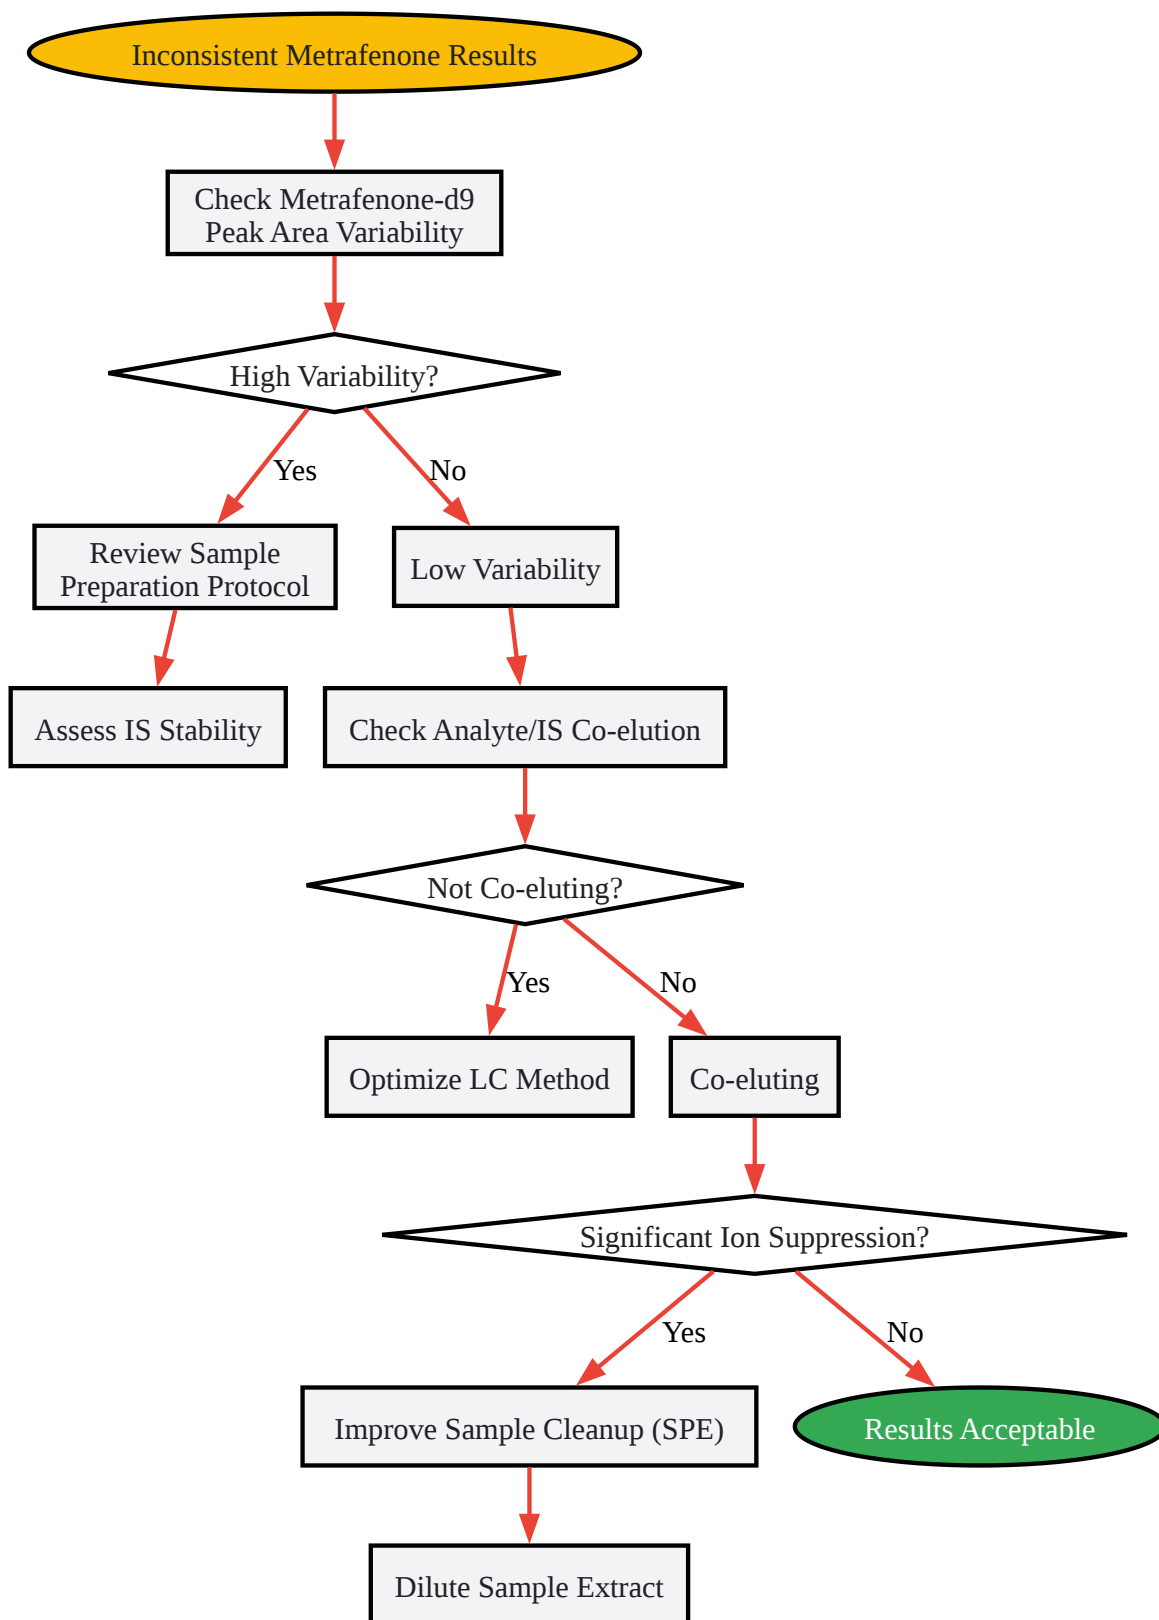 Inconsistent Metrafenone Results
Check Metrafenone-d9
Peak Area Variability
High Variability?
Yes
No
Review Sample
Preparation Protocol
Low Variability
Assess IS Stability
Check Analyte/IS Co-elution
Not Co-eluting?
Yes
No
Optimize LC Method
Co-eluting
Significant Ion Suppression?
Yes
No
Improve Sample Cleanup (SPE)
Results Acceptable
Dilute Sample Extract